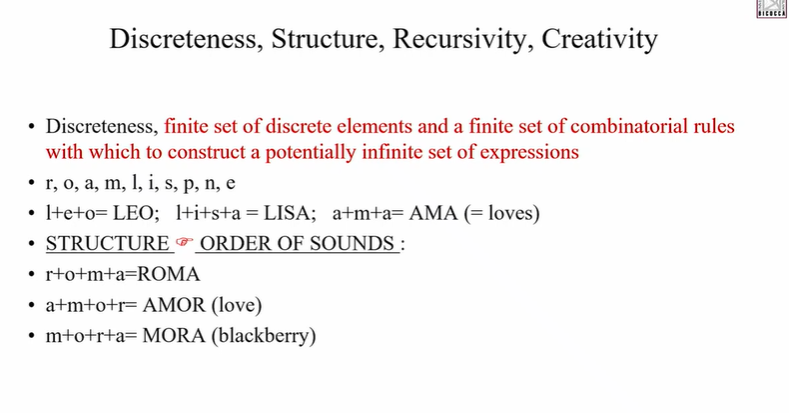 BICOCCA
Discreteness, Structure, Recursivity, Creativity
• Discreteness, finite set of discrete elements and a finite set of combinatorial rules
with which to construct a potentially infinite set of expressions
• r, o, a, m, l, i, s, p, n, e
• l+e+o= LEO; l+i+s+a = LISA; a+m+a= AMA (= loves)
• STRUCTURE ☞ ORDER OF SOUNDS :
• r+o+m+a=ROMA
• a+m+o+r= AMOR (love)
• m+o+r+a= MORA (blackberry)